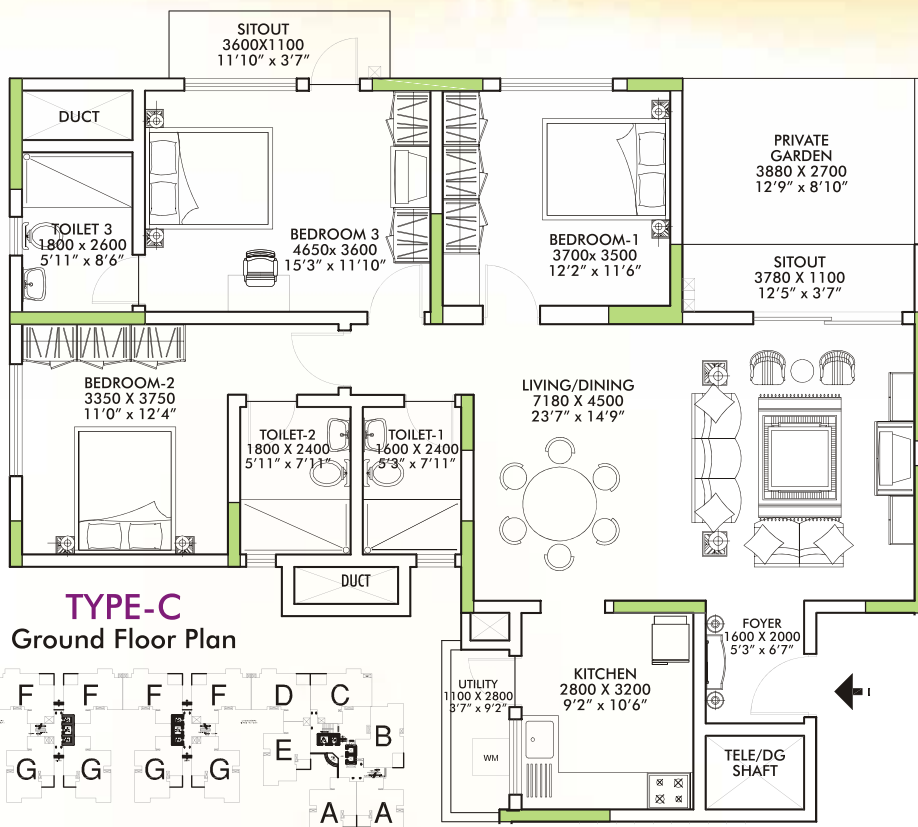 SITOUT
3600X1100
11'10" x 3'7"
DUCT
PRIVATE
GARDEN
3880 X 2700
12'9" x 8'10"
TOILET 3
1800 x 2600
5'11" x 8'6"
BEDROOM 3
4650x 3600
15'3" x 11'10"
BEDROOM-1
3700x 3500
12'2" x 11'6"
SITOUT
3780 X 1100
12'5" x 3'7"
BEDROOM-2
3350 X 3750
11'0" x 12'4"
LIVING/DINING
7180 X 4500
23'7" x 14'9"
TOILET-2
1800 X 2400
5'11" x 7'11"
TOILET-1
1600 X 2400
5'3" x 7'11"
DUCT
TYPE-C
Ground Floor Plan
FOYER
1600 X 2000
5'3" x 6'7"
UTILITY
1100 X 2800
3'7" x 9'2"
KITCHEN
2800 X 3200
9'2" x 10'6"
WM
TELE/DG
SHAFT
F F F F D C
B
E
G G G G
A A